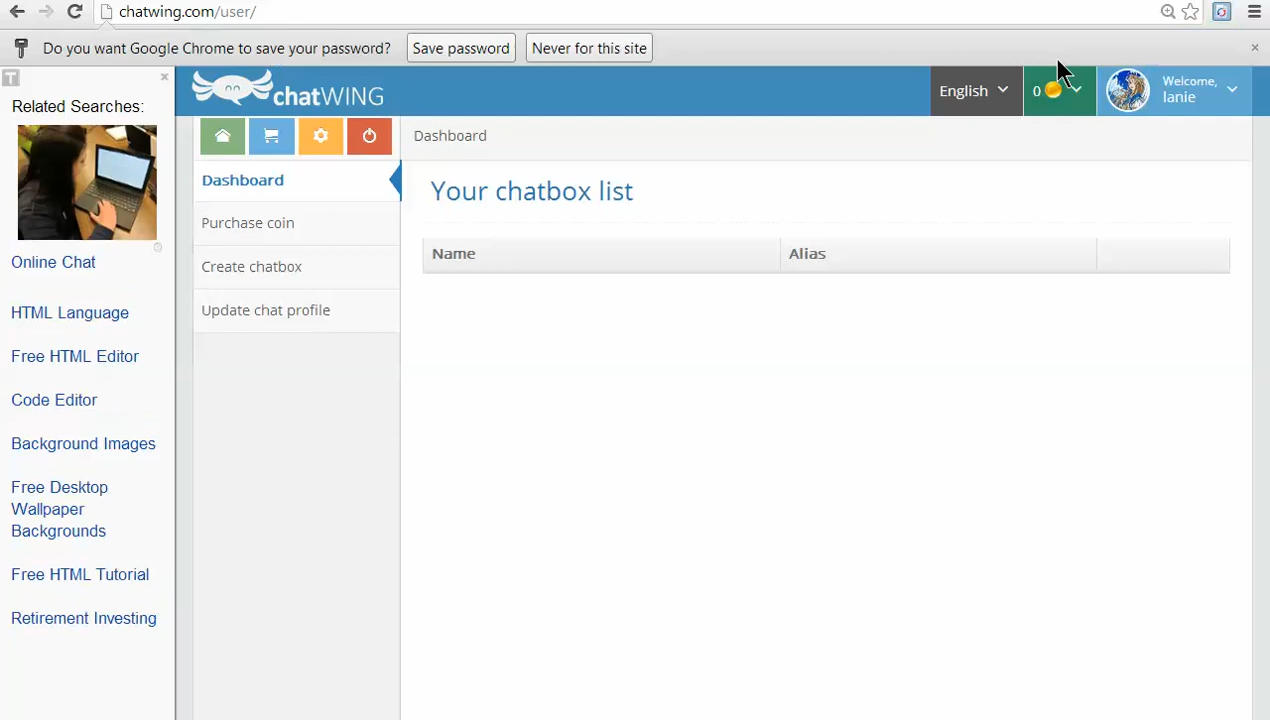 chatwing.com/user/
Do you want Google Chrome to save your password?
Save password
Never for this site
T
Related Searches:
Online Chat
HTML Language
Free HTML Editor
Code Editor
Background Images
Free Desktop
Wallpaper
Backgrounds
Free HTML Tutorial
Retirement Investing
chatWING
English
0
Welcome,
lanie
Dashboard
Dashboard
Purchase coin
Create chatbox
Update chat profile
Your chatbox list
Name
Alias